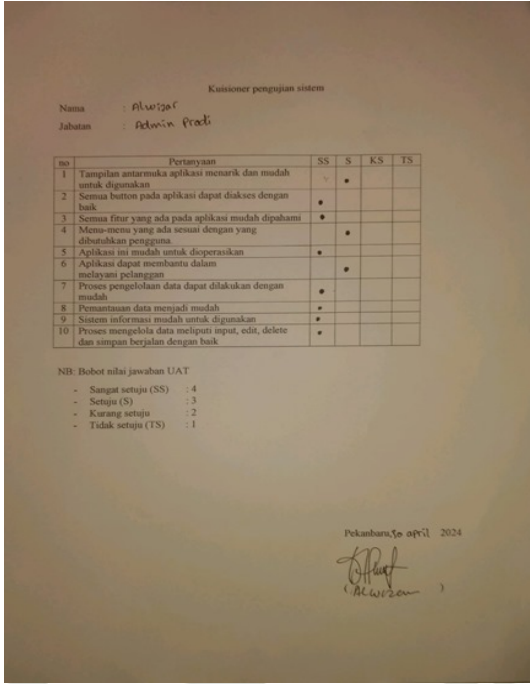 Kuisioner pengujian sistem
Nama : Alwizar
Jabatan : Admin Prodi
no Pertanyaan SS S KS TS
1 Tampilan antarmuka aplikasi menarik dan mudah
untuk digunakan •
2 Semua button pada aplikasi dapat diakses dengan
baik •
3 Semua fitur yang ada pada aplikasi mudah dipahami •
4 Menu-menu yang ada sesuai dengan yang
dibutuhkan pengguna. •
5 Aplikasi ini mudah untuk dioperasikan •
6 Aplikasi dapat membantu dalam
melayani pelanggan •
7 Proses pengelolaan data dapat dilakukan dengan
mudah •
8 Pemantauan data menjadi mudah •
9 Sistem informasi mudah untuk digunakan •
10 Proses mengelola data meliputi input, edit, delete
dan simpan berjalan dengan baik •
NB: Bobot nilai jawaban UAT
- Sangat setuju (SS) : 4
- Setuju (S) : 3
- Kurang setuju : 2
- Tidak setuju (TS) : 1
Pekanbaru, april 2024
(Alwizar)